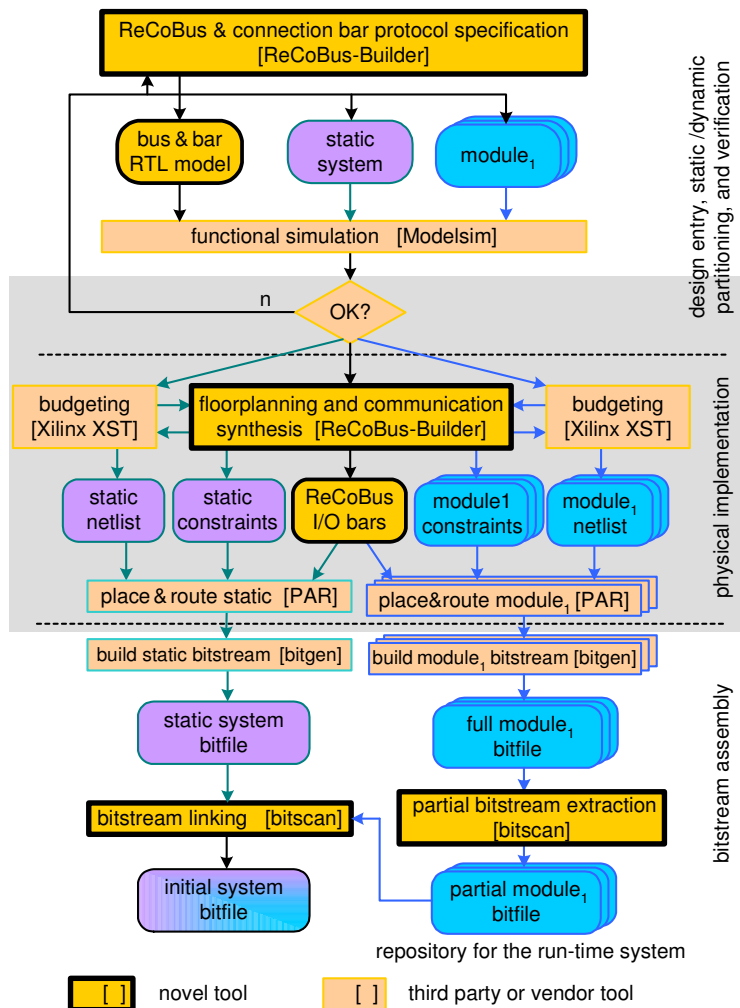 ReCoBus & connection bar protocol specification
[ReCoBus-Builder]
bus & bar
RTL model
static
system
module₁
functional simulation [Modelsim]
design entry, static /dynamic
partitioning, and verification
n
OK?
budgeting
[Xilinx XST]
floorplanning and communication
synthesis [ReCoBus-Builder]
budgeting
[Xilinx XST]
static
netlist
static
constraints
ReCoBus
I/O bars
module1
constraints
module₁
netlist
physical implementation
place & route static [PAR]
place&route module₁ [PAR]
build static bitstream [bitgen]
build module₁ bitstream [bitgen]
static system
bitfile
full module₁
bitfile
bitstream assembly
bitstream linking [bitscan]
partial bitstream extraction
[bitscan]
initial system
bitfile
partial module₁
bitfile
repository for the run-time system
[ ] novel tool
[ ] third party or vendor tool